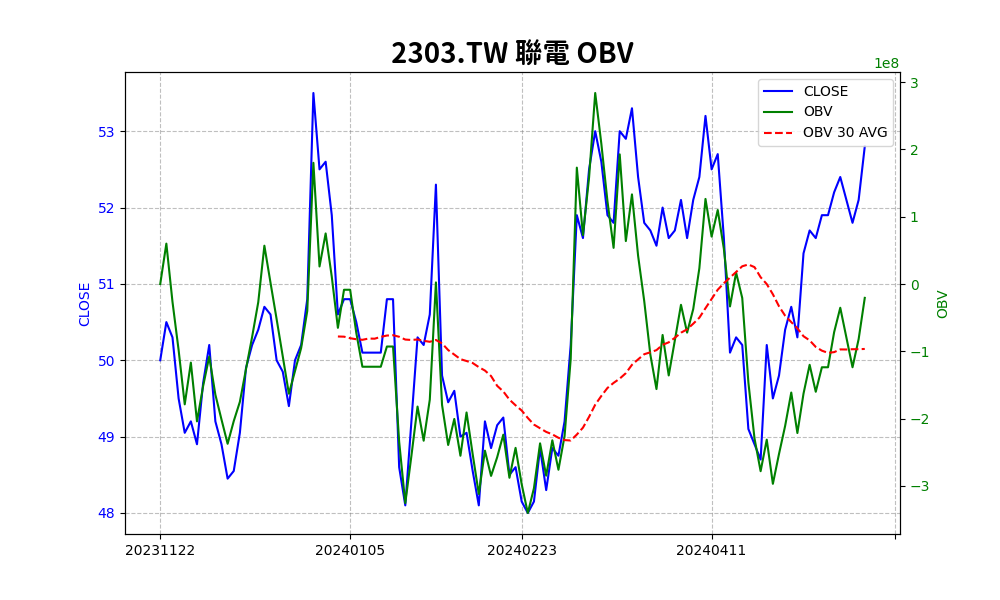 2303.TW 聯電 OBV
1e8
CLOSE
OBV
OBV 30 AVG
53
52
51
50
49
48
CLOSE
3
2
1
0
−1
−2
−3
OBV
20231122
20240105
20240223
20240411